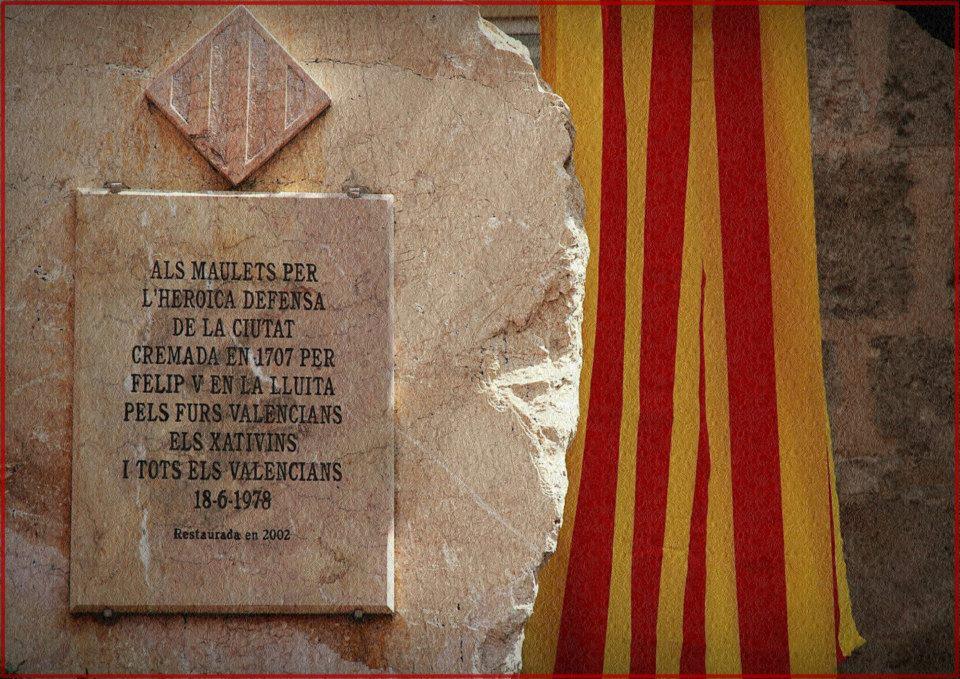 ALS MAULETS PER
L'HEROICA DEFENSA
DE LA CIUTAT
CREMADA EN 1707 PER
FELIP V EN LA LLUITA
PELS FURS VALENCIANS
ELS XATIVINS
I TOTS ELS VALENCIANS
18-6-1978
Restaurada en 2002